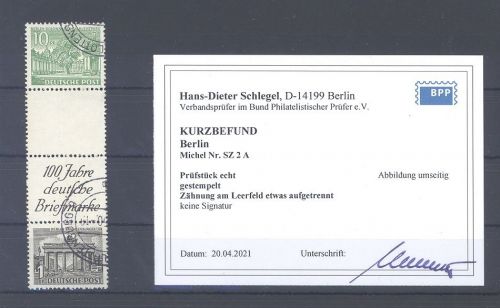 10
DEUTSCHE POST
100 Jahre
deutsche
Briefmarke
1
DEUTSCHE POST
Hans-Dieter Schlegel, D-14199 Berlin
Verbandsprüfer im Bund Philatelistischer Prüfer e.V.
BPP
KURZBEFUND
Berlin
Michel Nr. SZ 2 A
Prüfstück echt
Abbildung umseitig
gestempelt
Zähnung am Leerfeld etwas aufgetrennt
keine Signatur
Datum: 20.04.2021
Unterschrift: